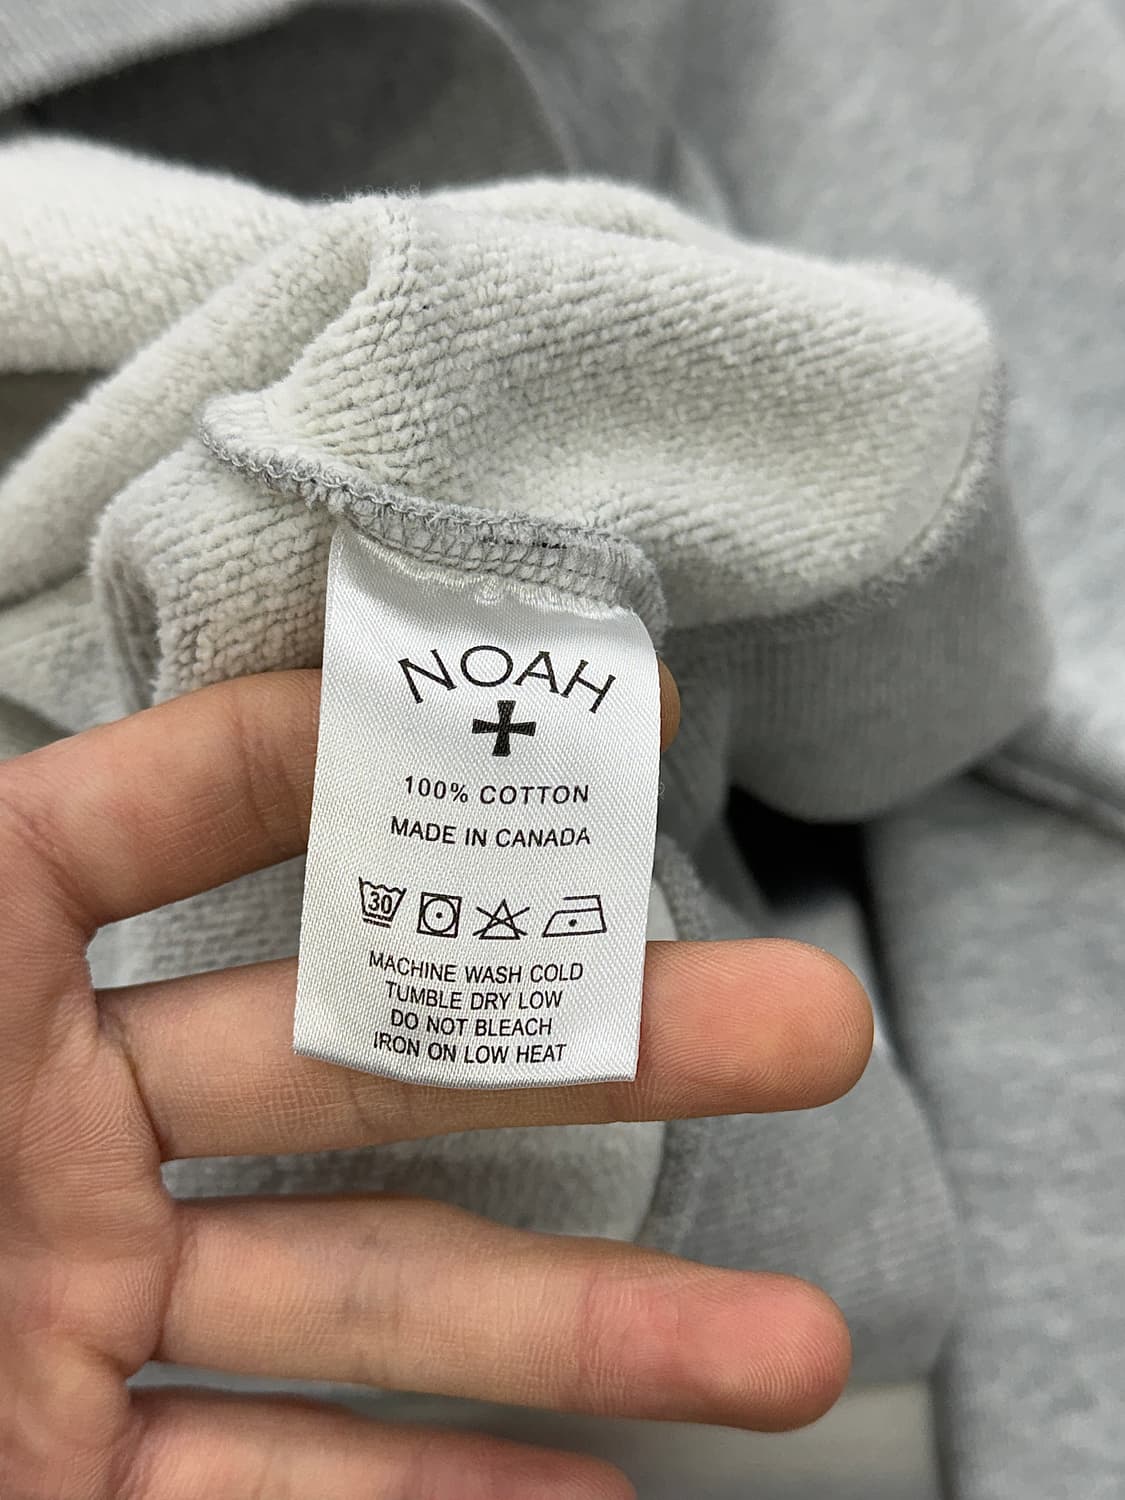 NOAH
100% COTTON
MADE IN CANADA
30
MACHINE WASH COLD
TUMBLE DRY LOW
DO NOT BLEACH
IRON ON LOW HEAT